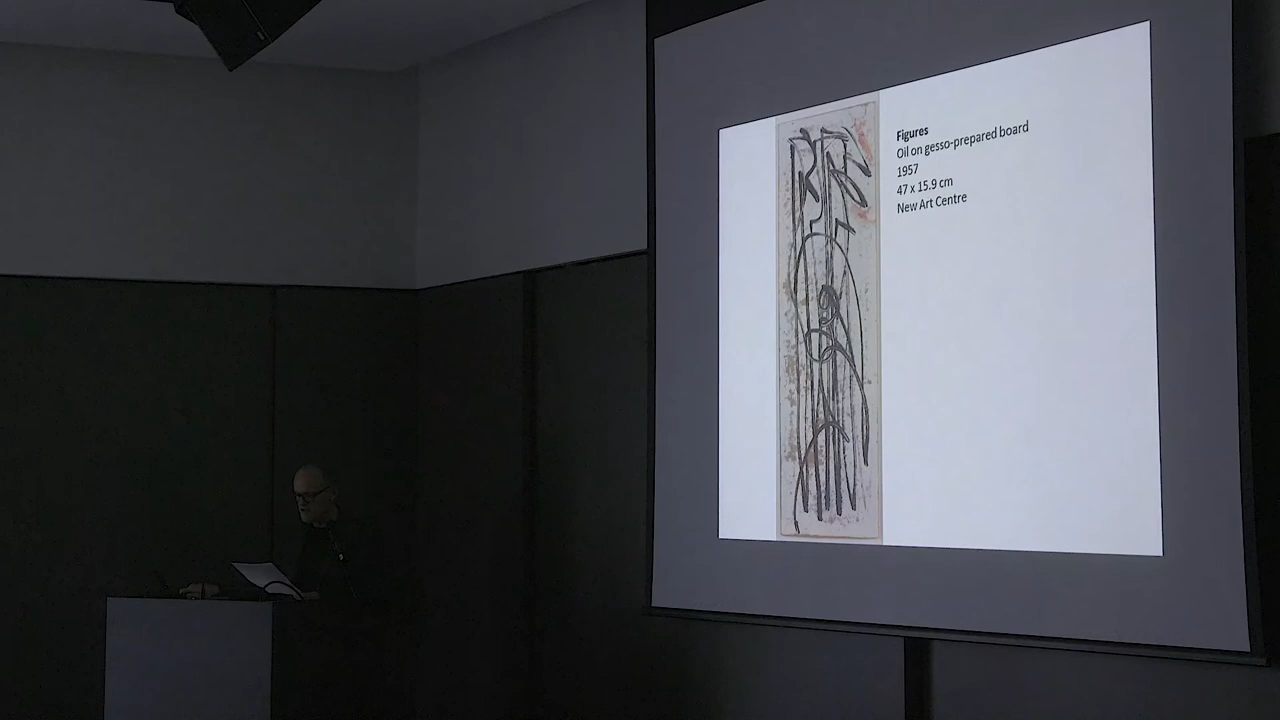 Figures
Oil on gesso-prepared board
1957
47 x 15.9 cm
New Art Centre